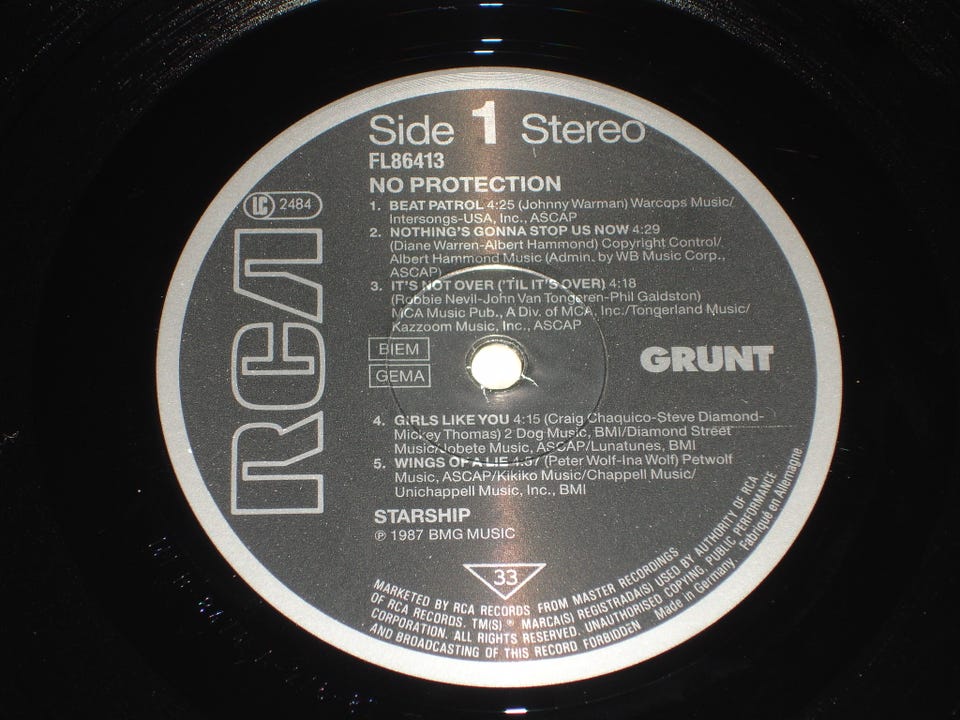 Side 1 Stereo
FL86413
NO PROTECTION
LC 2484
1. BEAT PATROL 4:25 (Johnny Warman) Warcops Music/
Intersongs-USA, Inc., ASCAP
2. NOTHING'S GONNA STOP US NOW 4:29
(Diane Warren-Albert Hammond) Copyright Control/
Albert Hammond Music (Admin. by WB Music Corp.,
ASCAP)
3. IT'S NOT OVER ('TIL IT'S OVER) 4:18
(Robbie Nevil-John Van Tongeren-Phil Galdston)
MCA Music Pub., A Div. of MCA, Inc./Tongerland Music/
Kazzoom Music, Inc., ASCAP
RCA
BIEM
GEMA
GRUNT
4. GIRLS LIKE YOU 4:15 (Craig Chaquico-Steve Diamond-
Mickey Thomas) 2 Dog Music, BMI/Diamond Street
Music/Jobete Music, ASCAP/Lunatunes, BMI
5. WINGS OF A LIE 4:57 (Peter Wolf-Ina Wolf) Petwolf
Music, ASCAP/Kikiko Music/Chappell Music/
Unichappell Music, Inc., BMI
STARSHIP
℗ 1987 BMG MUSIC
33
MARKETED BY RCA RECORDS FROM MASTER RECORDINGS
OF RCA RECORDS. TM(S) ® MARCA(S) REGISTRADA(S) USED BY AUTHORITY OF RCA
CORPORATION. ALL RIGHTS RESERVED. UNAUTHORISED COPYING, PUBLIC PERFORMANCE
AND BROADCASTING OF THIS RECORD FORBIDDEN Made in Germany. Fabriqué en Allemagne